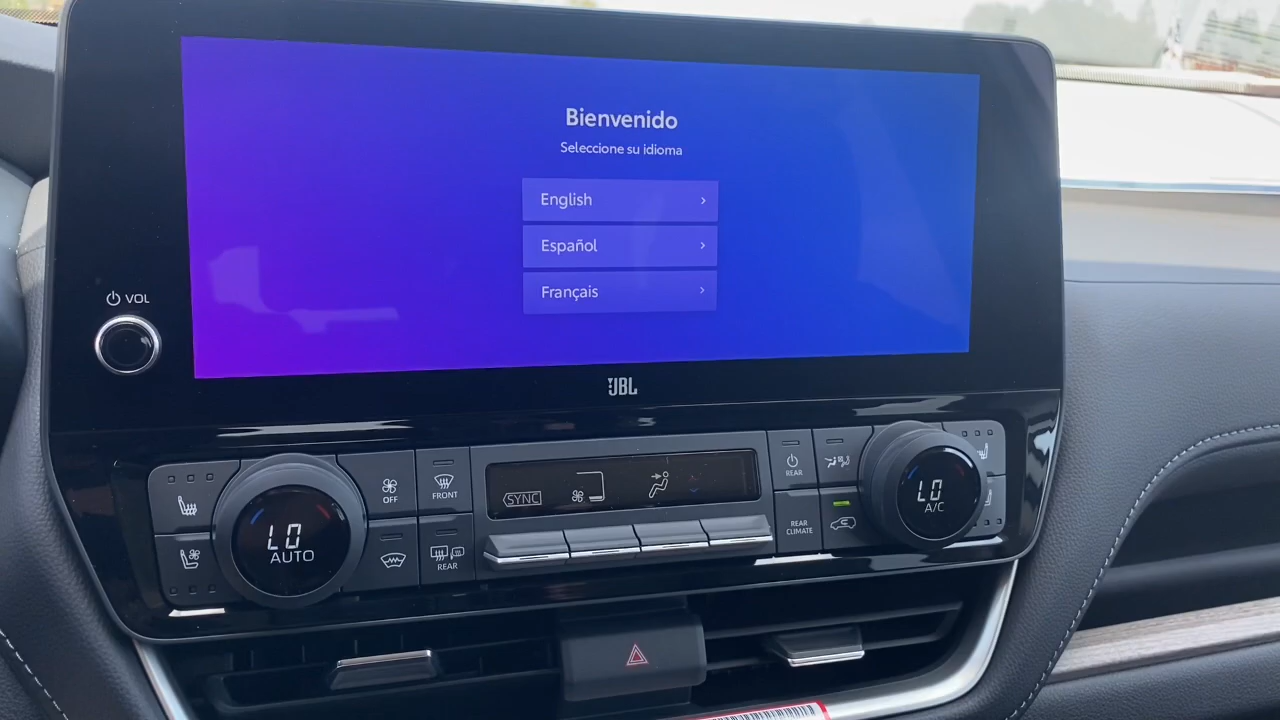 Bienvenido
Seleccione su idioma
English
Español
Français
VOL
JBL
OFF
FRONT
REAR
SYNC
REAR
REAR
CLIMATE
LO
AUTO
LO
A/C